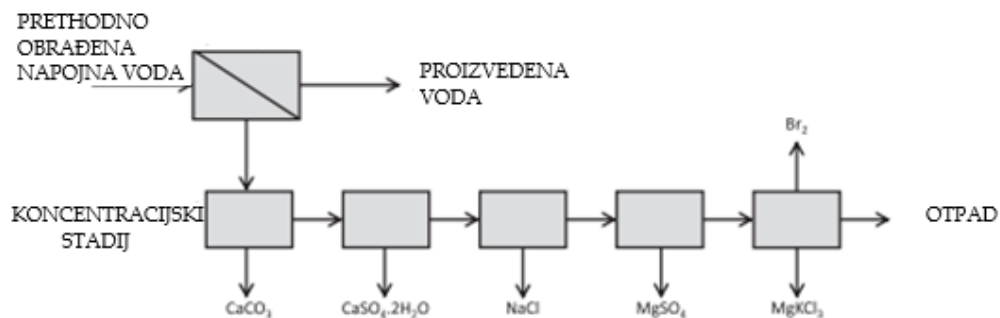 PRETHODNO
OBRAĐENA
NAPOJNA VODA
PROIZVEDENA
VODA
Br₂
KONCENTRACIJSKI
STADIJ
OTPAD
CaCO₃
CaSO₄.2H₂O
NaCl
MgSO₄
MgKCl₃